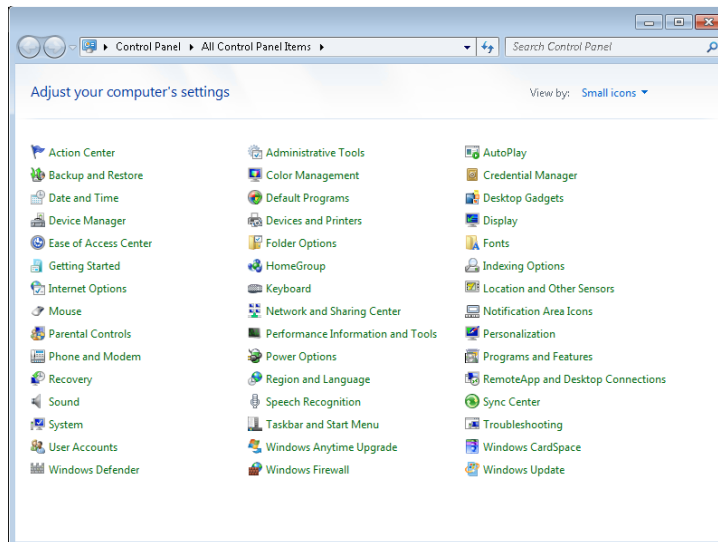 Control Panel All Control Panel Items Search Control Panel
Adjust your computer's settings View by: Small icons
Action Center Administrative Tools AutoPlay
Backup and Restore Color Management Credential Manager
Date and Time Default Programs Desktop Gadgets
Device Manager Devices and Printers Display
Ease of Access Center Folder Options Fonts
Getting Started HomeGroup Indexing Options
Internet Options Keyboard Location and Other Sensors
Mouse Network and Sharing Center Notification Area Icons
Parental Controls Performance Information and Tools Personalization
Phone and Modem Power Options Programs and Features
Recovery Region and Language RemoteApp and Desktop Connections
Sound Speech Recognition Sync Center
System Taskbar and Start Menu Troubleshooting
User Accounts Windows Anytime Upgrade Windows CardSpace
Windows Defender Windows Firewall Windows Update